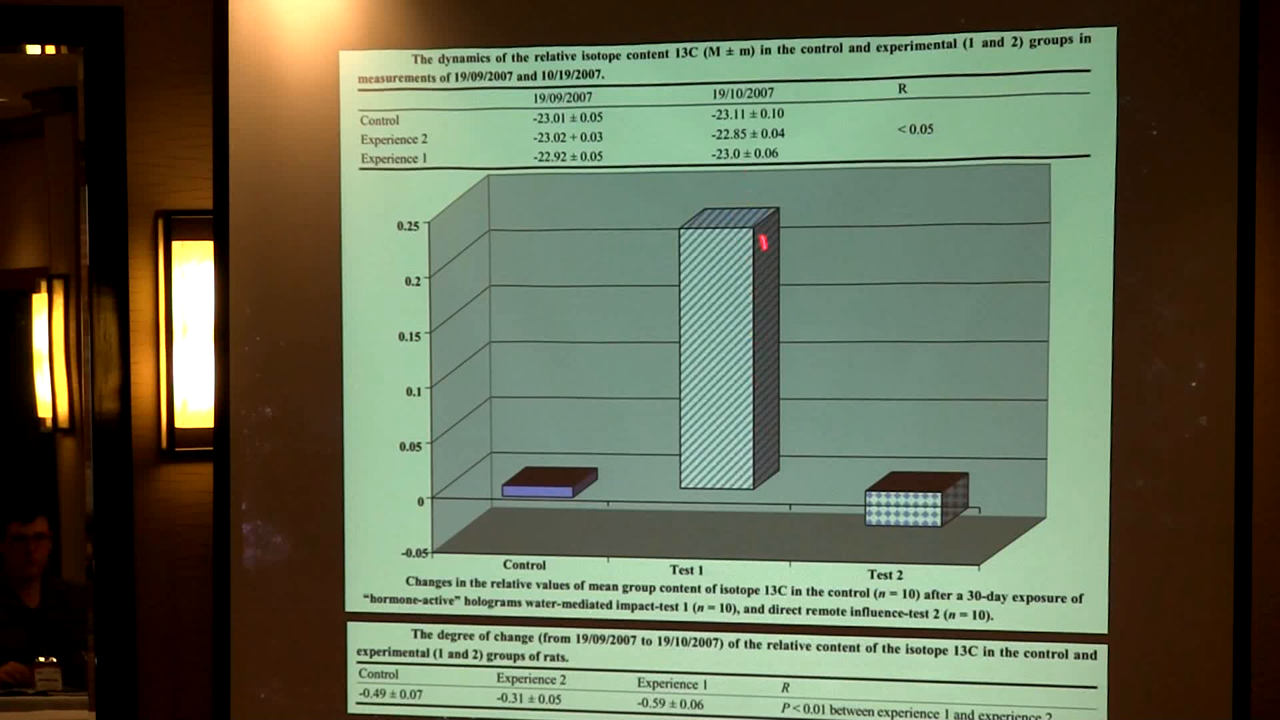 The dynamics of the relative isotope content 13C (M ± m) in the control and experimental (1 and 2) groups in
measurements of 19/09/2007 and 10/19/2007.
19/09/2007 19/10/2007 R
Control -23.01 ± 0.05 -23.11 ± 0.10
Experience 2 -23.02 + 0.03 -22.85 ± 0.04 < 0.05
Experience 1 -22.92 ± 0.05 -23.0 ± 0.06
0.25
0.2
0.15
0.1
0.05
0
-0.05
Control Test 1 Test 2
Changes in the relative values of mean group content of isotope 13C in the control (n = 10) after a 30-day exposure of
“hormone-active” holograms water-mediated impact-test 1 (n = 10), and direct remote influence-test 2 (n = 10).
The degree of change (from 19/09/2007 to 19/10/2007) of the relative content of the isotope 13C in the control and
experimental (1 and 2) groups of rats.
Control Experience 2 Experience 1 R
-0.49 ± 0.07 -0.31 ± 0.05 -0.59 ± 0.06 P < 0.01 between experience 1 and experience 2